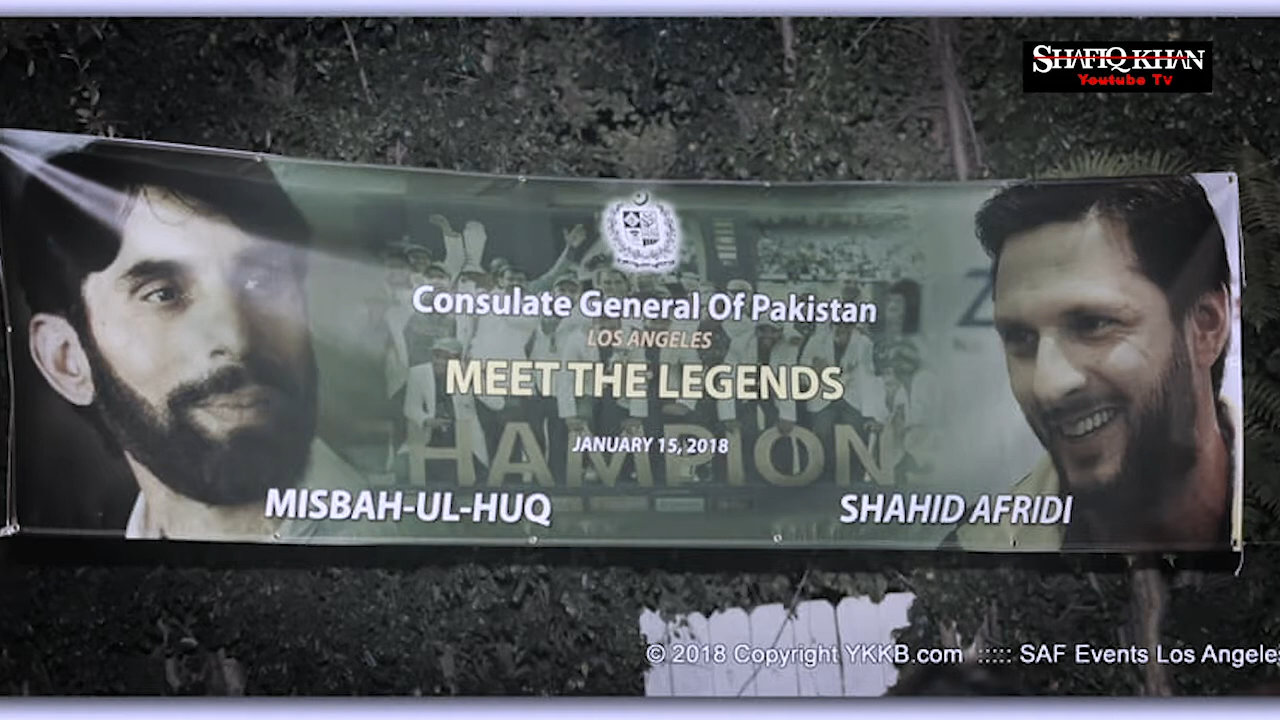 SHAFIQ KHAN
Youtube Tv
Consulate General Of Pakistan
LOS ANGELES
MEET THE LEGENDS
JANUARY 15, 2018
HAMPION
MISBAH-UL-HUQ
SHAHID AFRIDI
© 2018 Copyright YKKB.com ::::: SAF Events Los Angele